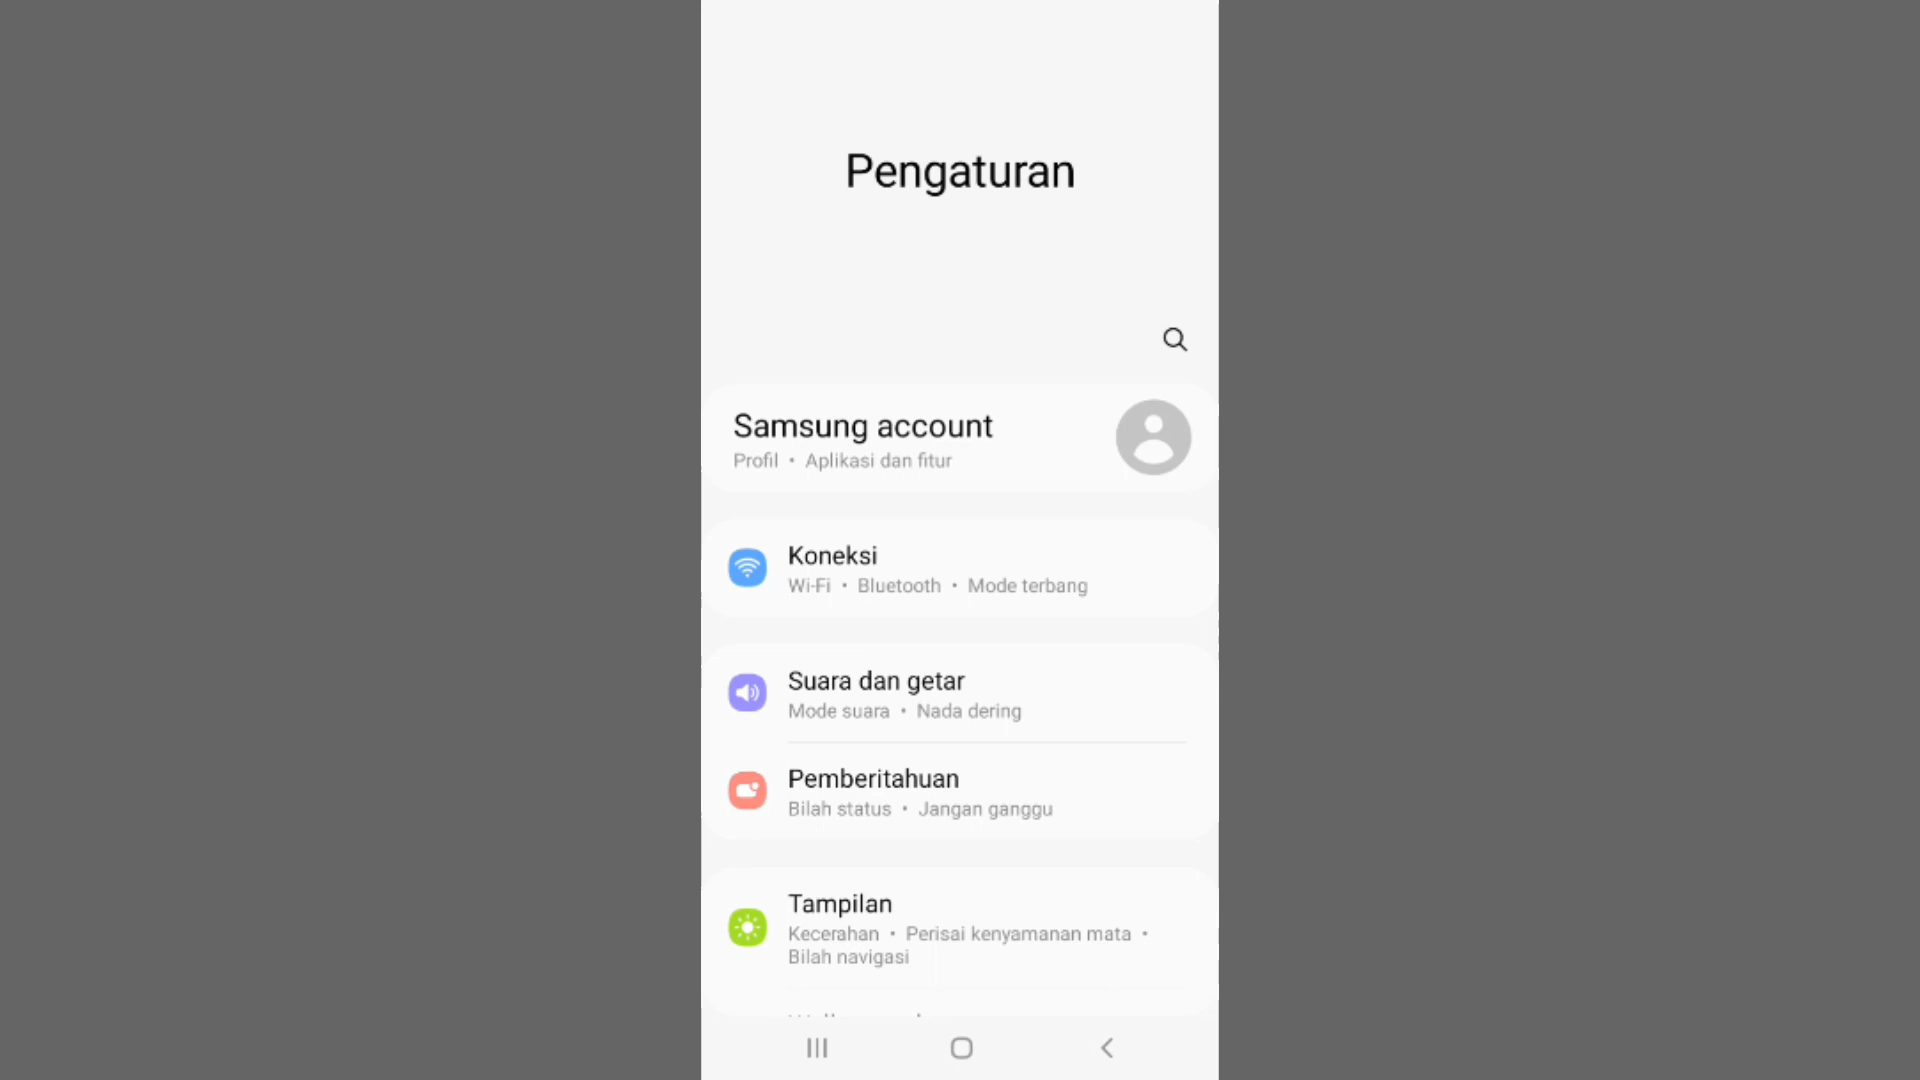 Pengaturan
Samsung account
Profil • Aplikasi dan fitur
Koneksi
Wi-Fi • Bluetooth • Mode terbang
Suara dan getar
Mode suara • Nada dering
Pemberitahuan
Bilah status • Jangan ganggu
Tampilan
Kecerahan • Perisai kenyamanan mata •
Bilah navigasi